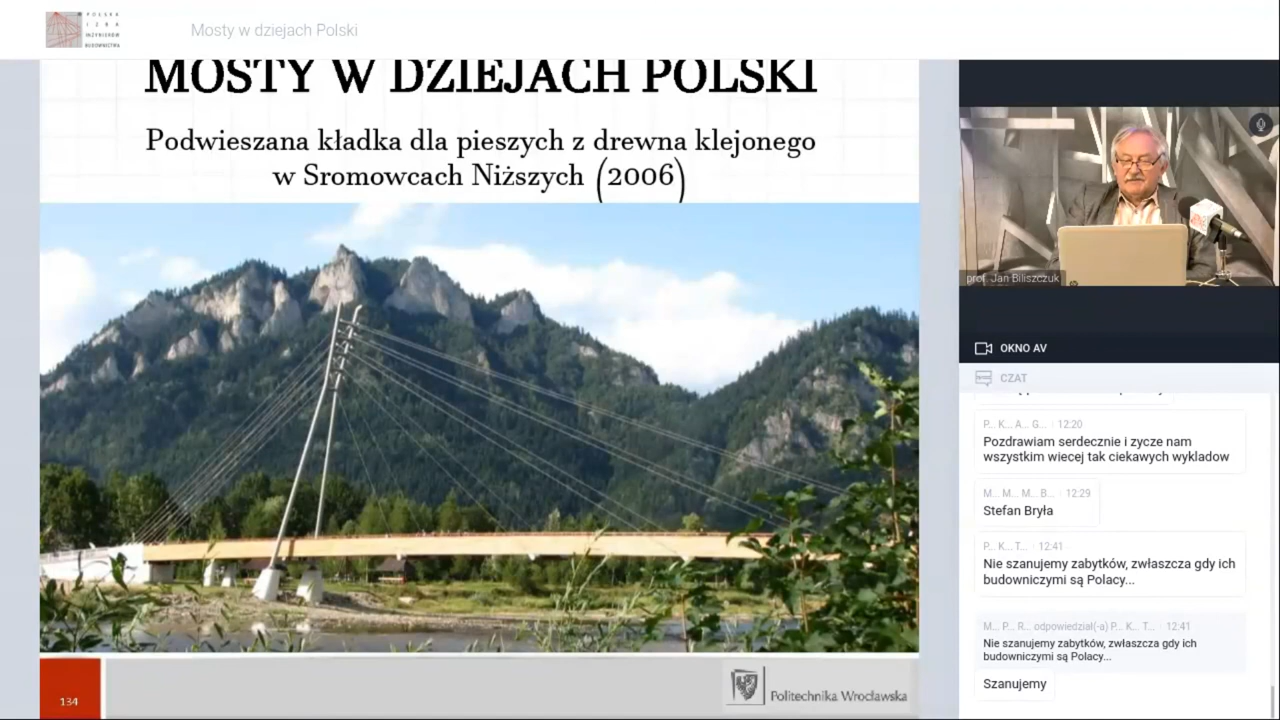 POLSKA
IZBA
INŻYNIERÓW
BUDOWNICTWA
Mosty w dziejach Polski
MOSTY W DZIEJACH POLSKI
Podwieszana kładka dla pieszych z drewna klejonego
w Sromowcach Niższych (2006)
134
Politechnika Wrocławska
prof. Jan Biliszczuk
OKNO AV
CZAT
P... K... A... G... 12:20
Pozdrawiam serdecznie i zycze nam
wszystkim wiecej tak ciekawych wykladow
M... M... M... B... 12:29
Stefan Bryła
P... K... T... 12:41
Nie szanujemy zabytków, zwłaszcza gdy ich
budowniczymi są Polacy...
M... P... R... odpowiedział(-a) P... K... T... 12:41
Nie szanujemy zabytków, zwłaszcza gdy ich
budowniczymi są Polacy...
Szanujemy